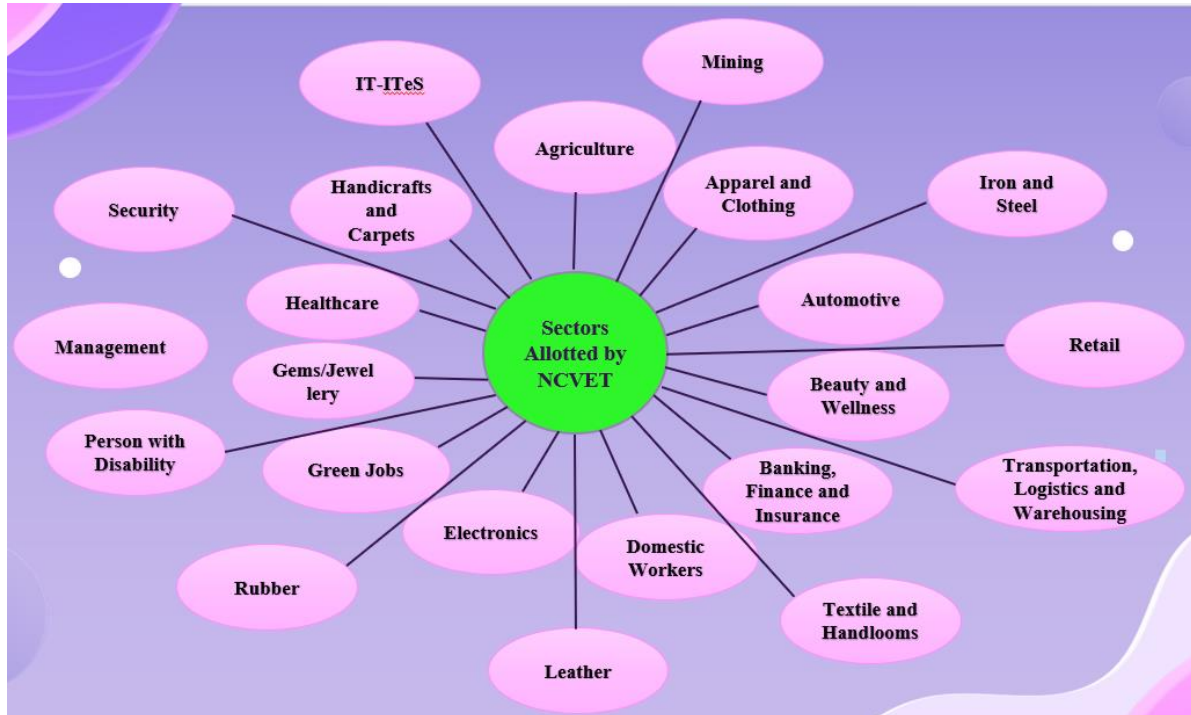 Mining
IT-ITeS
Agriculture
Apparel and
Clothing
Iron and
Steel
Handicrafts
and
Carpets
Security
Healthcare
Automotive
Sectors
Allotted by
NCVET
Management
Retail
Gems/Jewel
lery
Beauty and
Wellness
Person with
Disability
Green Jobs
Banking,
Finance and
Insurance
Transportation,
Logistics and
Warehousing
Electronics
Domestic
Workers
Rubber
Textile and
Handlooms
Leather